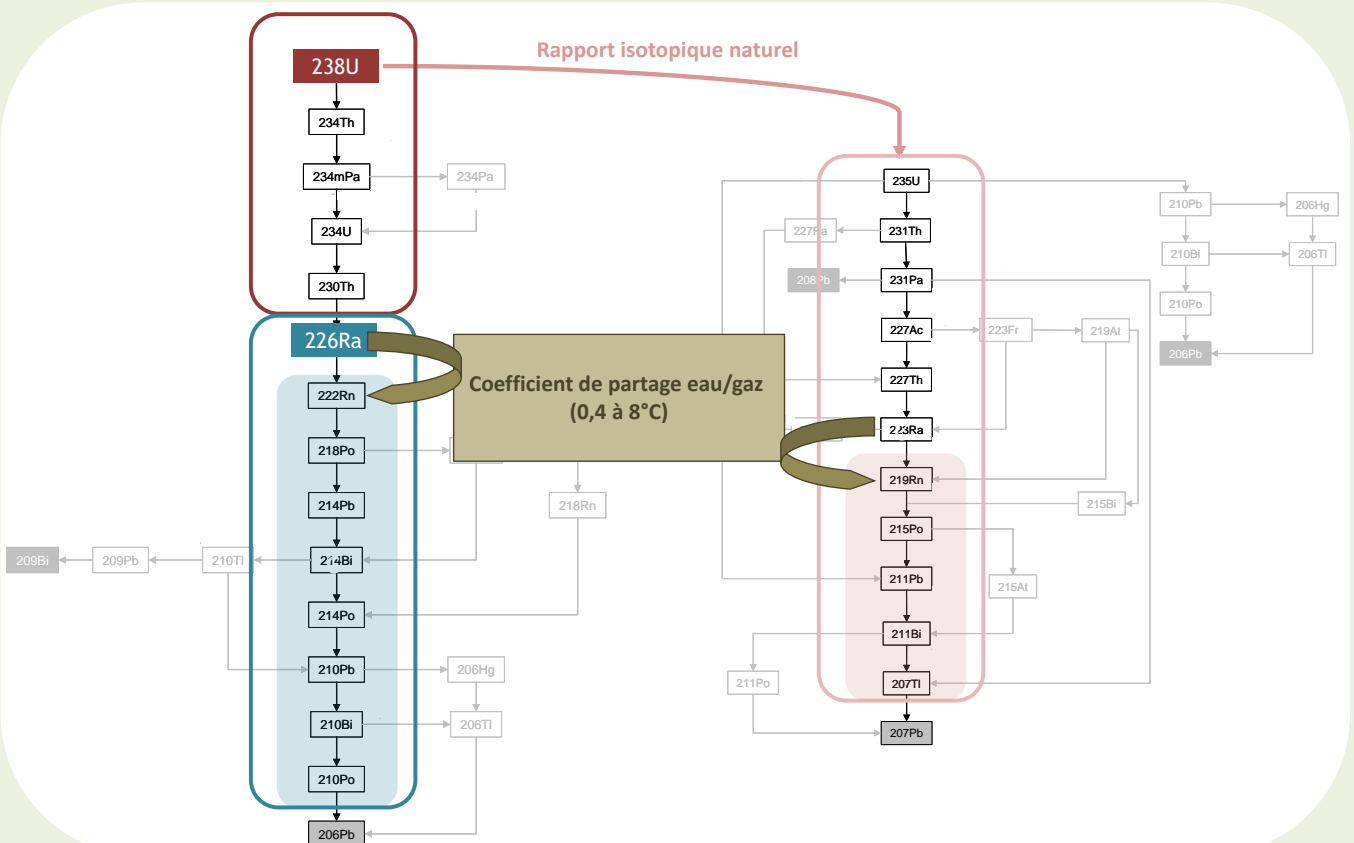 Rapport isotopique naturel
238U
234Th
234mPa
234Pa
234U
230Th
226Ra
222Rn
218Po
214Pb
218Rn
214Bi
210Tl
209Pb
209Bi
214Po
210Pb
206Hg
210Bi
206Tl
210Po
206Pb
Coefficient de partage eau/gaz
(0,4 à 8°C)
235U
231Th
231Pa
208Pb
227Ac
223Fr
219At
227Th
223Ra
219Rn
215Bi
215Po
215At
211Pb
211Bi
211Po
207Tl
207Pb
210Pb
206Hg
210Bi
206Tl
210Po
206Pb